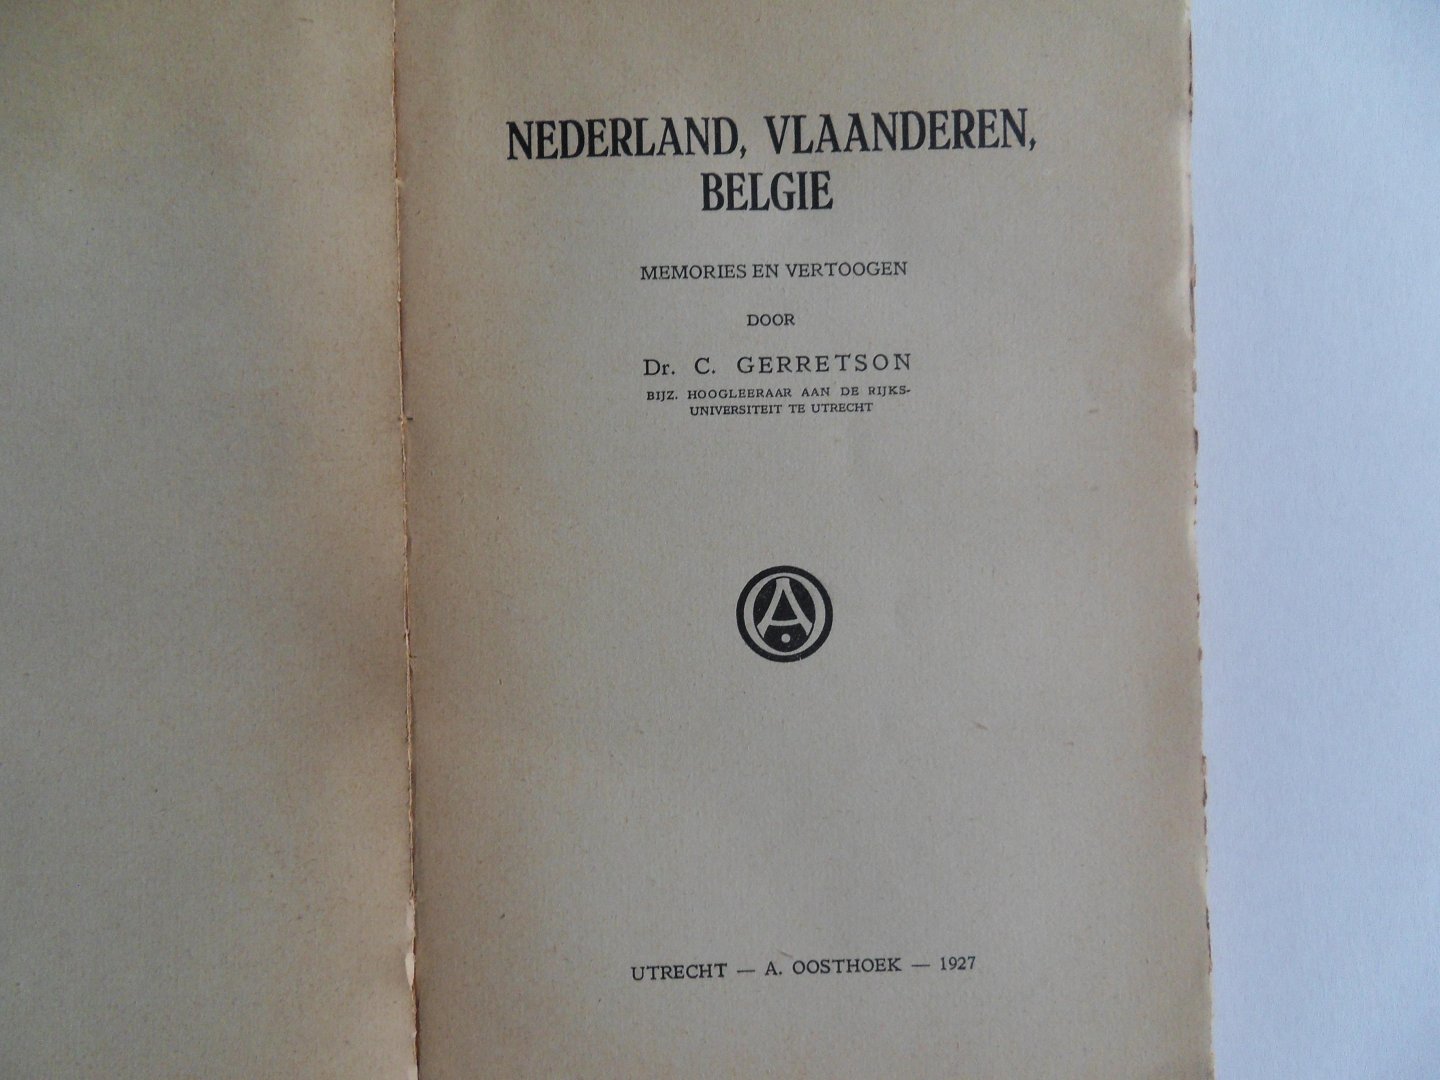 NEDERLAND, VLAANDEREN,
BELGIE
MEMORIES EN VERTOOGEN
DOOR
Dr. C. GERRETSON
BIJZ. HOOGLEERAAR AAN DE RIJKS-
UNIVERSITEIT TE UTRECHT
A
UTRECHT — A. OOSTHOEK — 1927